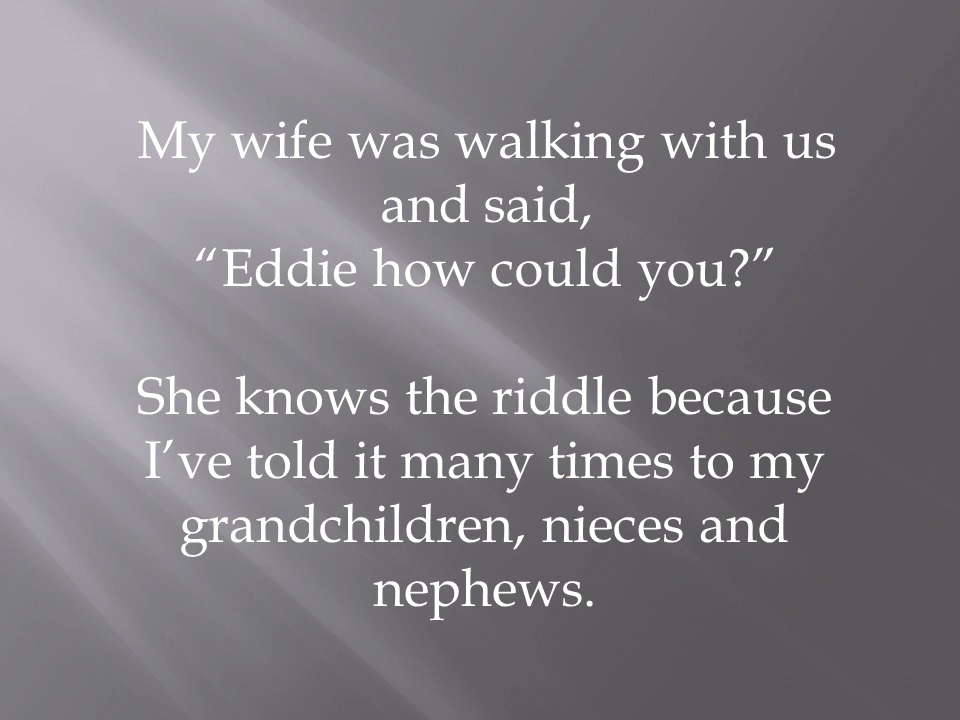 My wife was walking with us
and said,
“Eddie how could you?”
She knows the riddle because
I’ve told it many times to my
grandchildren, nieces and
nephews.